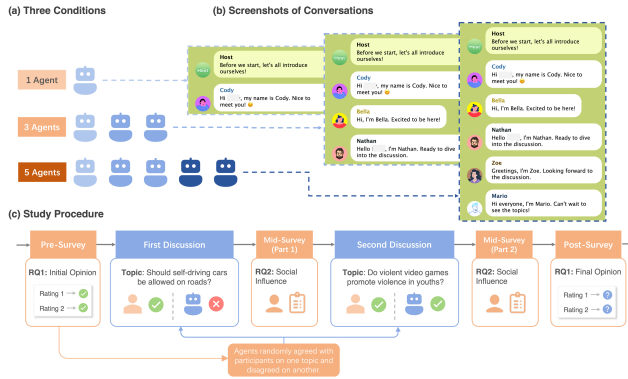 (a) Three Conditions
(b) Screenshots of Conversations
1 Agent
3 Agents
5 Agents
Host
Before we start, let's all introduce
ourselves!
Cody
Hi , my name is Cody. Nice to
meet you! 😊
Host
Before we start, let's all introduce
ourselves!
Cody
Hi , my name is Cody. Nice to
meet you! 😊
Bella
Hi, I'm Bella. Excited to be here!
Nathan
Hello , I'm Nathan. Ready to dive
into the discussion.
Host
Before we start, let's all introduce
ourselves!
Cody
Hi , my name is Cody. Nice to
meet you! 😊
Bella
Hi, I'm Bella. Excited to be here!
Nathan
Hello , I'm Nathan. Ready to dive
into the discussion.
Zoe
Greetings, I'm Zoe. Looking forward to
the discussion.
Mario
Hi everyone, I'm Mario. Can't wait to
see the topics!
(c) Study Procedure
Pre-Survey
RQ1: Initial Opinion
Rating 1
Rating 2
First Discussion
Topic: Should self-driving cars
be allowed on roads?
Mid-Survey
(Part 1)
RQ2: Social
Influence
Second Discussion
Topic: Do violent video games
promote violence in youths?
Mid-Survey
(Part 2)
RQ2: Social
Influence
Post-Survey
RQ1: Final Opinion
Rating 1 ?
Rating 2 ?
Agents randomly agreed with
participants on one topic and
disagreed on another